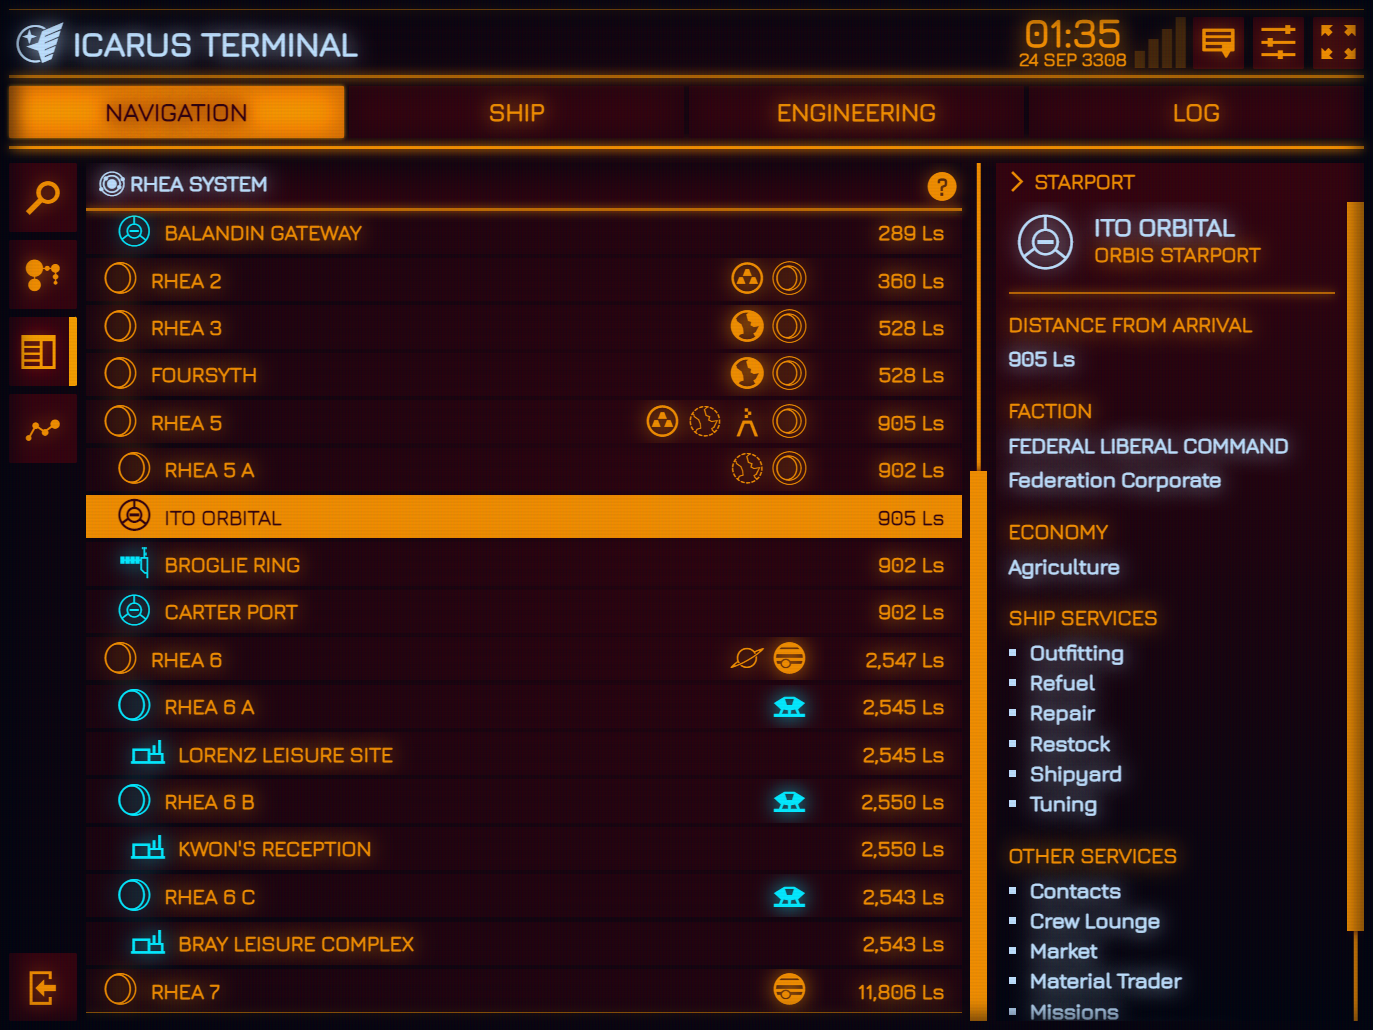 ICARUS TERMINAL
01:35
24 SEP 3308
NAVIGATION
SHIP
ENGINEERING
LOG
RHEA SYSTEM
?
BALANDIN GATEWAY 289 Ls
RHEA 2 360 Ls
RHEA 3 528 Ls
FOURSYTH 528 Ls
RHEA 5 905 Ls
RHEA 5 A 902 Ls
ITO ORBITAL 905 Ls
BROGLIE RING 902 Ls
CARTER PORT 902 Ls
RHEA 6 2,547 Ls
RHEA 6 A 2,545 Ls
LORENZ LEISURE SITE 2,545 Ls
RHEA 6 B 2,550 Ls
KWON'S RECEPTION 2,550 Ls
RHEA 6 C 2,543 Ls
BRAY LEISURE COMPLEX 2,543 Ls
RHEA 7 11,806 Ls
STARPORT
ITO ORBITAL
ORBIS STARPORT
DISTANCE FROM ARRIVAL
905 Ls
FACTION
FEDERAL LIBERAL COMMAND
Federation Corporate
ECONOMY
Agriculture
SHIP SERVICES
Outfitting
Refuel
Repair
Restock
Shipyard
Tuning
OTHER SERVICES
Contacts
Crew Lounge
Market
Material Trader
Missions